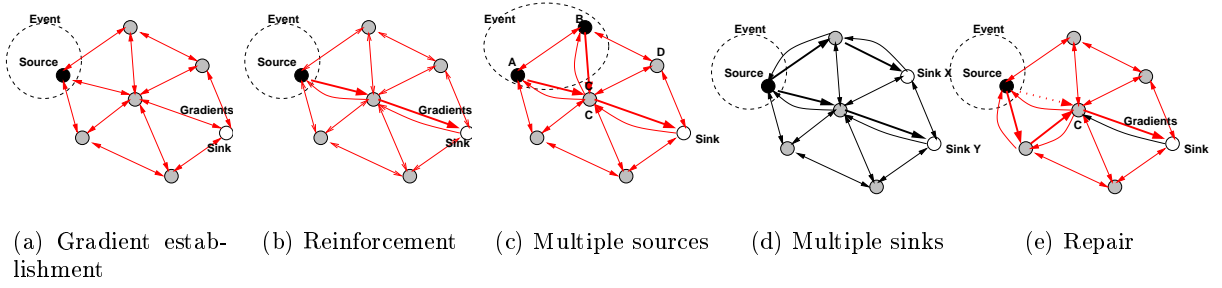 Event
Source
Gradients
Sink
(a) Gradient estab-
lishment
Event
Source
Gradients
Sink
(b) Reinforcement
Event
B
A
D
C
Sink
(c) Multiple sources
Event
Source
Sink X
Sink Y
(d) Multiple sinks
Event
Source
Gradients
C
Sink
(e) Repair